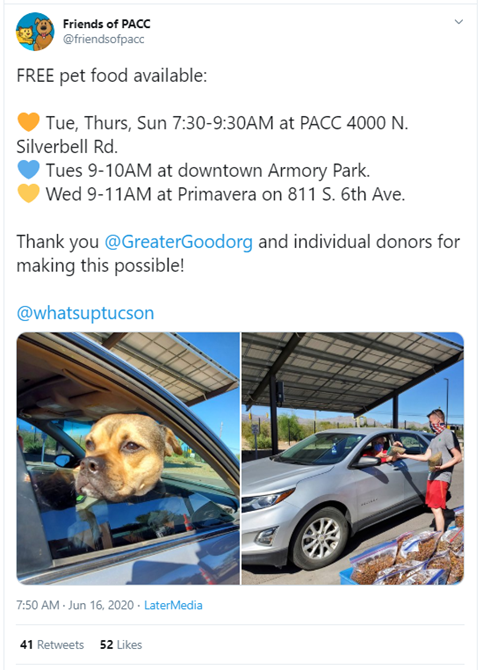 Friends of PACC
@friendsofpacc
FREE pet food available:
🧡 Tue, Thurs, Sun 7:30-9:30AM at PACC 4000 N.
Silverbell Rd.
💙 Tues 9-10AM at downtown Armory Park.
💛 Wed 9-11AM at Primavera on 811 S. 6th Ave.
Thank you @GreaterGoodorg and individual donors for
making this possible!
@whatsuptucson
7:50 AM · Jun 16, 2020 · LaterMedia
41 Retweets 52 Likes